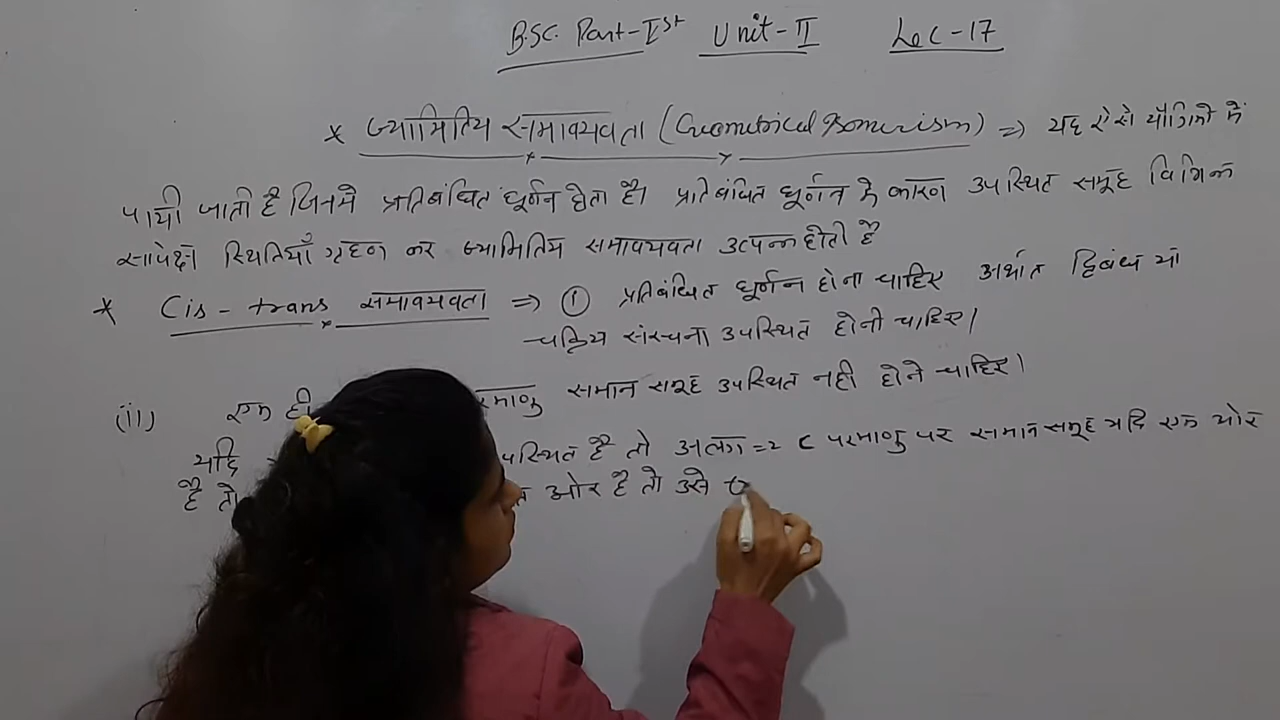 B.SC. Part-Ist Unit-II Lec-17
* ज्यामितिय समावयवता (Geometrical Isomerism) => यह ऐसे यौगिको मे
पायी जाती है जिनमे प्रतिबंधित घूर्णन होता है। प्रतिबंधित घूर्णन के कारण उपस्थित समूह विभिन्न
सापेक्ष स्थितियाँ ग्रहण कर ज्यामितिय समावयवता उत्पन्न होती है
* Cis - trans समावयवता => ① प्रतिबंधित घूर्णन होना चाहिए अर्थात द्विबंध या
चक्रिय संरचना उपस्थित होनी चाहिए।
(ii) एक ही समान समूह उपस्थित नही होने चाहिए।
यदि है तो अलग = 2 C परमाणु पर समान समूह यदि एक ओर
है तो ओर है तो उसे